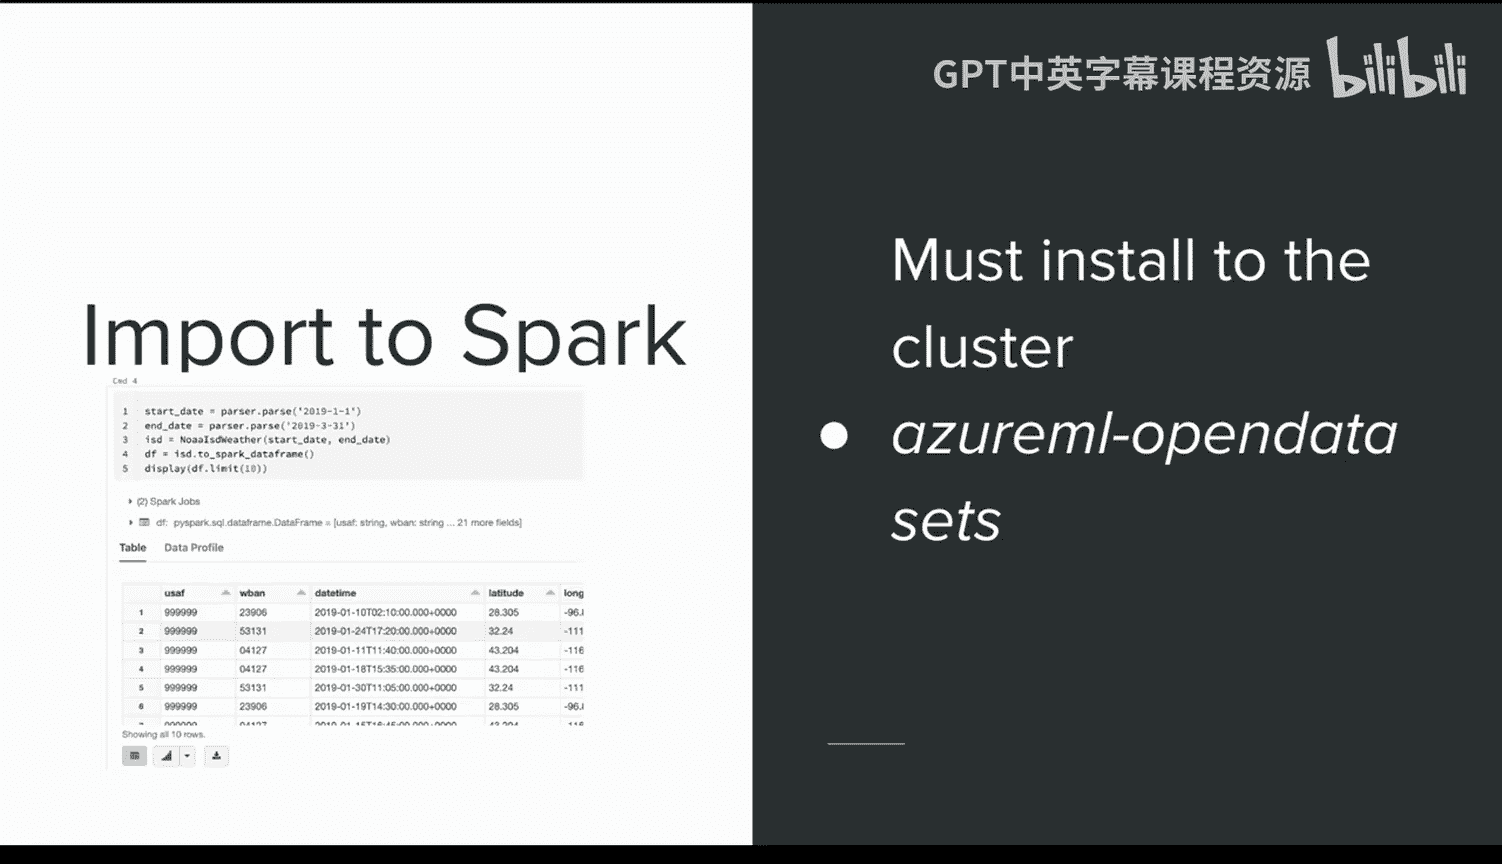 GPT中英字幕课程资源 bilibili
Import to Spark
Cmd 4
1 start_date = parser.parse('2019-1-1')
2 end_date = parser.parse('2019-3-31')
3 isd = NoaaIsdWeather(start_date, end_date)
4 df = isd.to_spark_dataframe()
5 display(df.limit(10))
(2) Spark Jobs
df: pyspark.sql.dataframe.DataFrame = [usaf: string, wban: string ... 21 more fields]
Table Data Profile
usaf wban datetime latitude long
1 999999 23906 2019-01-10T02:10:00.000+0000 28.305 -96.
2 999999 53131 2019-01-24T17:20:00.000+0000 32.24 -111
3 999999 04127 2019-01-11T11:40:00.000+0000 43.204 -116
4 999999 04127 2019-01-18T15:35:00.000+0000 43.204 -116
5 999999 53131 2019-01-30T11:05:00.000+0000 32.24 -111
6 999999 23906 2019-01-19T14:30:00.000+0000 28.305 -96.
Showing all 10 rows.
Must install to the
cluster
● azureml-opendata
sets